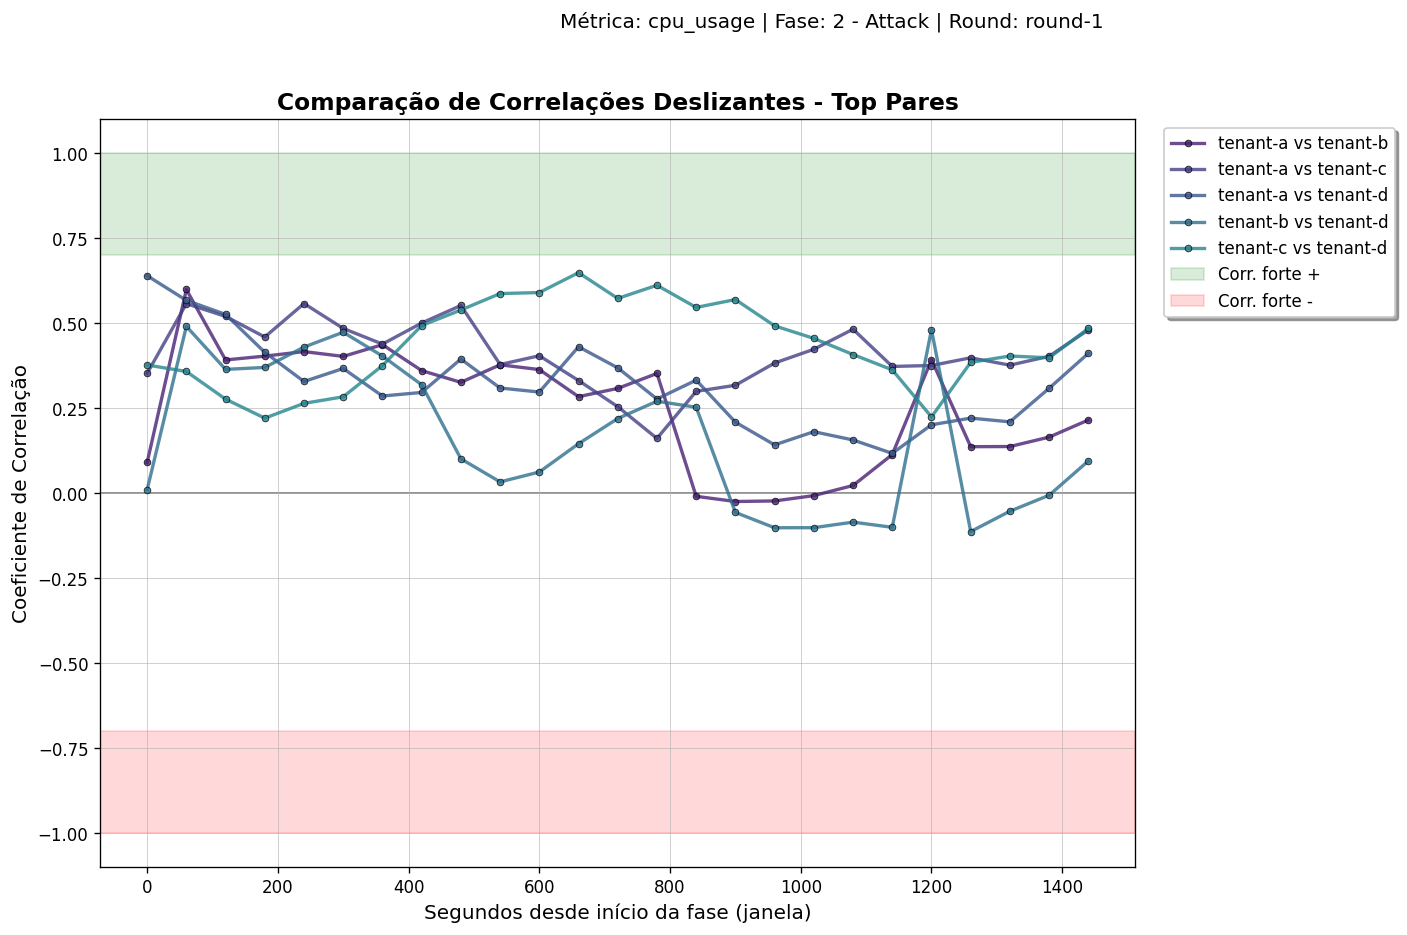 Métrica: cpu_usage | Fase: 2 - Attack | Round: round-1
Comparação de Correlações Deslizantes - Top Pares
tenant-a vs tenant-b
tenant-a vs tenant-c
tenant-a vs tenant-d
tenant-b vs tenant-d
tenant-c vs tenant-d
Corr. forte +
Corr. forte -
Coeficiente de Correlação
1.00
0.75
0.50
0.25
0.00
−0.25
−0.50
−0.75
−1.00
0 200 400 600 800 1000 1200 1400
Segundos desde início da fase (janela)